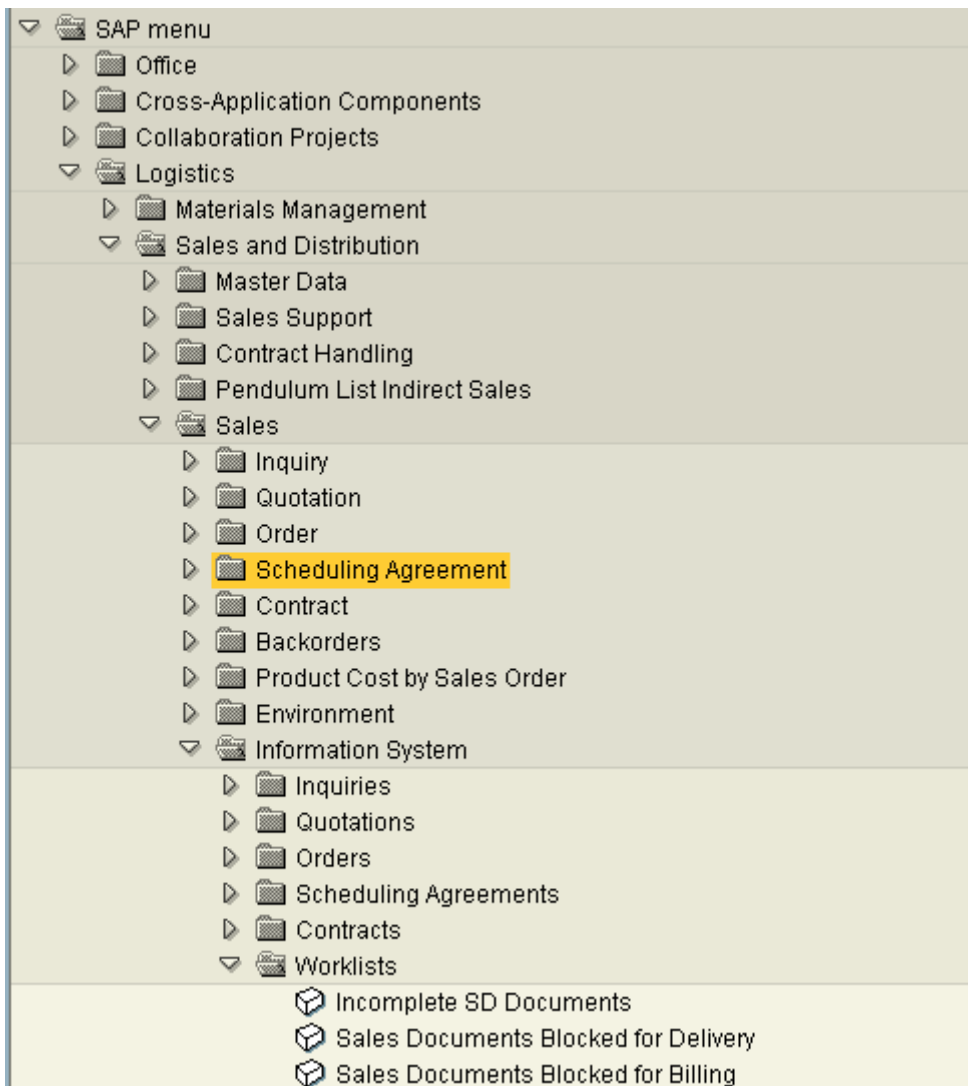 SAP menu
Office
Cross-Application Components
Collaboration Projects
Logistics
Materials Management
Sales and Distribution
Master Data
Sales Support
Contract Handling
Pendulum List Indirect Sales
Sales
Inquiry
Quotation
Order
Scheduling Agreement
Contract
Backorders
Product Cost by Sales Order
Environment
Information System
Inquiries
Quotations
Orders
Scheduling Agreements
Contracts
Worklists
Incomplete SD Documents
Sales Documents Blocked for Delivery
Sales Documents Blocked for Billing